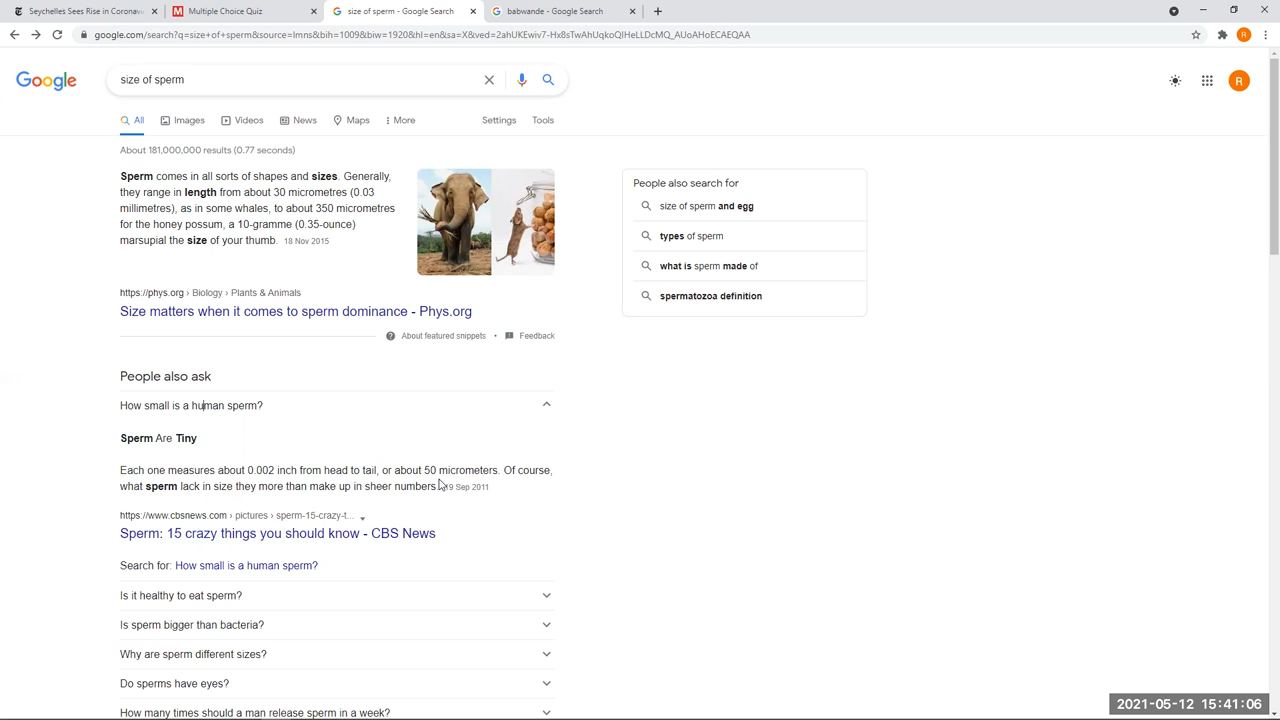 Seychelles Sees Rise in Coronavi
Multiple Choice Quiz
size of sperm - Google Search
babwande - Google Search
google.com/search?q=size+of+sperm&source=lmns&bih=1009&biw=1920&hl=en&sa=X&ved=2ahUKEwiv7-Hx8sTwAhUqkoQIHeLLDcMQ_AUoAHoECAEQAA
R
Google
size of sperm
R
All
Images
Videos
News
Maps
More
Settings
Tools
About 181,000,000 results (0.77 seconds)
Sperm comes in all sorts of shapes and sizes. Generally,
they range in length from about 30 micrometres (0.03
millimetres), as in some whales, to about 350 micrometres
for the honey possum, a 10-gramme (0.35-ounce)
marsupial the size of your thumb. 18 Nov 2015
https://phys.org › Biology › Plants & Animals
Size matters when it comes to sperm dominance - Phys.org
About featured snippets • Feedback
People also search for
size of sperm and egg
types of sperm
what is sperm made of
spermatozoa definition
People also ask
How small is a human sperm?
Sperm Are Tiny
Each one measures about 0.002 inch from head to tail, or about 50 micrometers. Of course,
what sperm lack in size they more than make up in sheer numbers. 9 Sep 2011
https://www.cbsnews.com › pictures › sperm-15-crazy-t...
Sperm: 15 crazy things you should know - CBS News
Search for: How small is a human sperm?
Is it healthy to eat sperm?
Is sperm bigger than bacteria?
Why are sperm different sizes?
Do sperms have eyes?
How many times should a man release sperm in a week?
2021-05-12 15:41:06